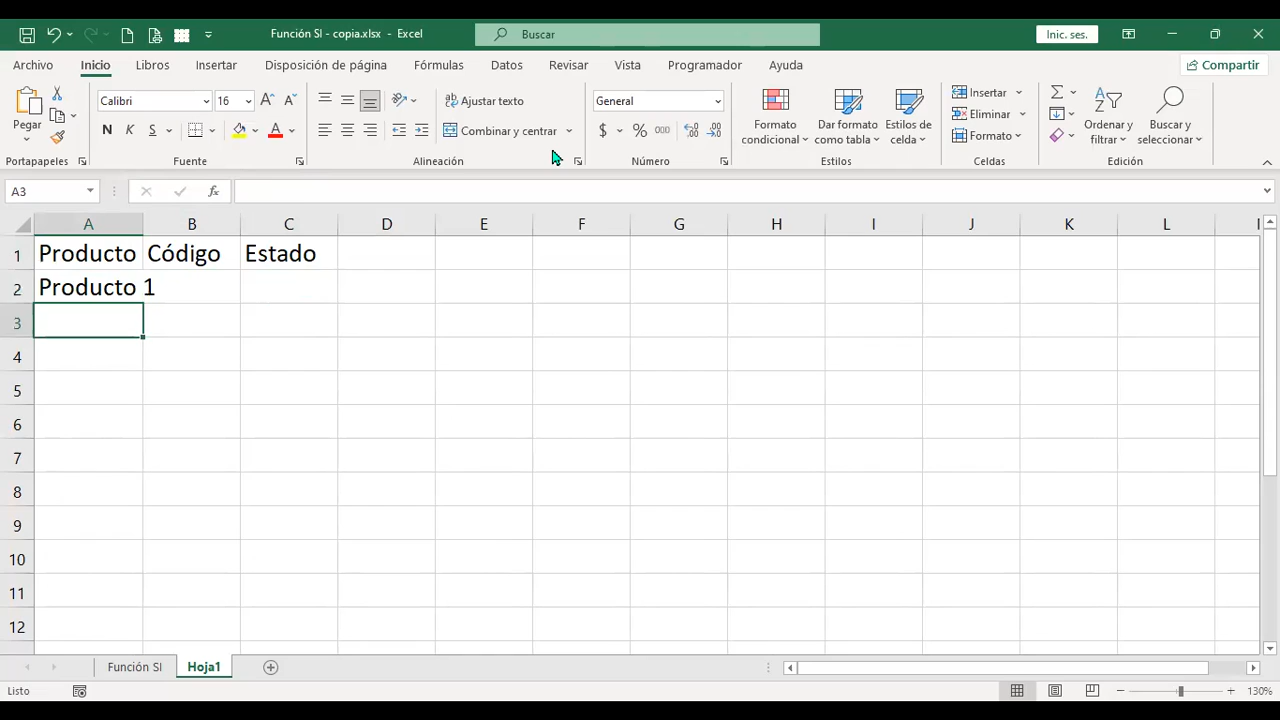 Función SI - copia.xlsx - Excel
Buscar
Inic. ses.
Archivo Inicio Libros Insertar Disposición de página Fórmulas Datos Revisar Vista Programador Ayuda
Compartir
Pegar
Portapapeles
Calibri 16
N K S
Fuente
Ajustar texto
Combinar y centrar
Alineación
General
$ % 000
Número
Formato condicional
Dar formato como tabla
Estilos de celda
Estilos
Insertar
Eliminar
Formato
Celdas
Ordenar y filtrar
Buscar y seleccionar
Edición
A3
fx
A B C D E F G H I J K L
1 Producto Código Estado
2 Producto 1
3
4
5
6
7
8
9
10
11
12
Función SI Hoja1
Listo
130%